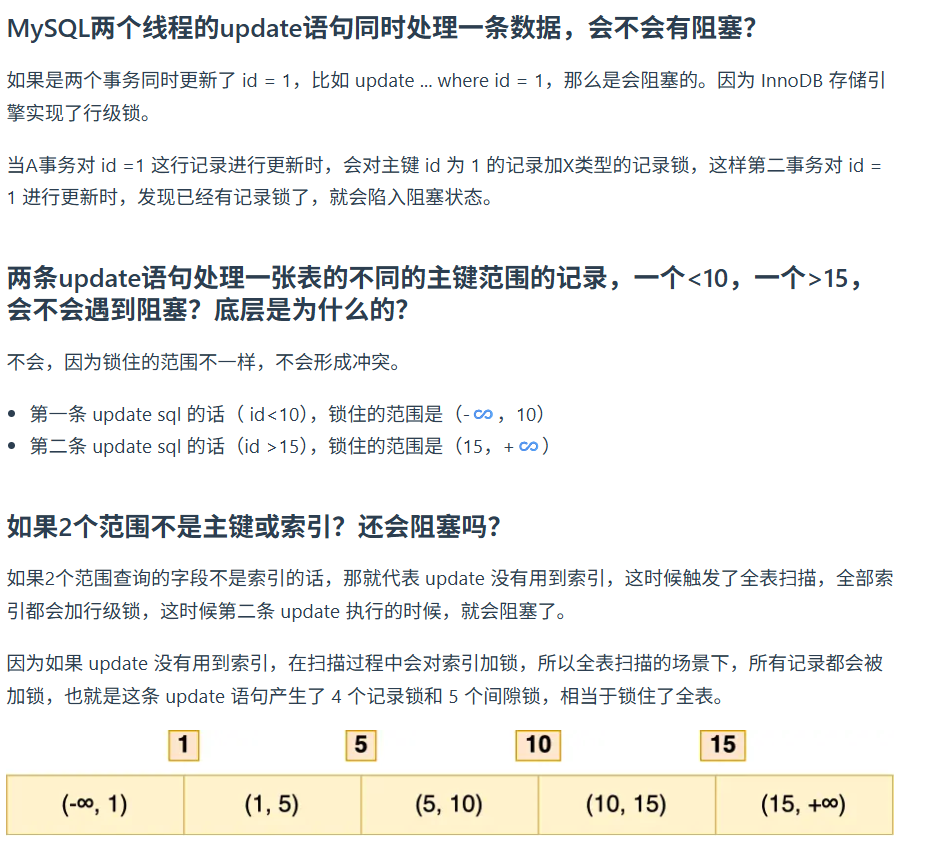 MySQL两个线程的update语句同时处理一条数据，会不会有阻塞？
如果是两个事务同时更新了 id = 1，比如 update ... where id = 1，那么是会阻塞的。因为 InnoDB 存储引
擎实现了行级锁。
当A事务对 id =1 这行记录进行更新时，会对主键 id 为 1 的记录加X类型的记录锁，这样第二事务对 id =
1 进行更新时，发现已经有记录锁了，就会陷入阻塞状态。
两条update语句处理一张表的不同的主键范围的记录，一个<10，一个>15，
会不会遇到阻塞？底层是为什么的？
不会，因为锁住的范围不一样，不会形成冲突。
• 第一条 update sql 的话（ id<10），锁住的范围是（-∞，10）
• 第二条 update sql 的话（id >15），锁住的范围是（15，+∞）
如果2个范围不是主键或索引？还会阻塞吗？
如果2个范围查询的字段不是索引的话，那就代表 update 没有用到索引，这时候触发了全表扫描，全部索
引都会加行级锁，这时候第二条 update 执行的时候，就会阻塞了。
因为如果 update 没有用到索引，在扫描过程中会对索引加锁，所以全表扫描的场景下，所有记录都会被
加锁，也就是这条 update 语句产生了 4 个记录锁和 5 个间隙锁，相当于锁住了全表。
1 5 10 15
(-∞, 1) (1, 5) (5, 10) (10, 15) (15, +∞)